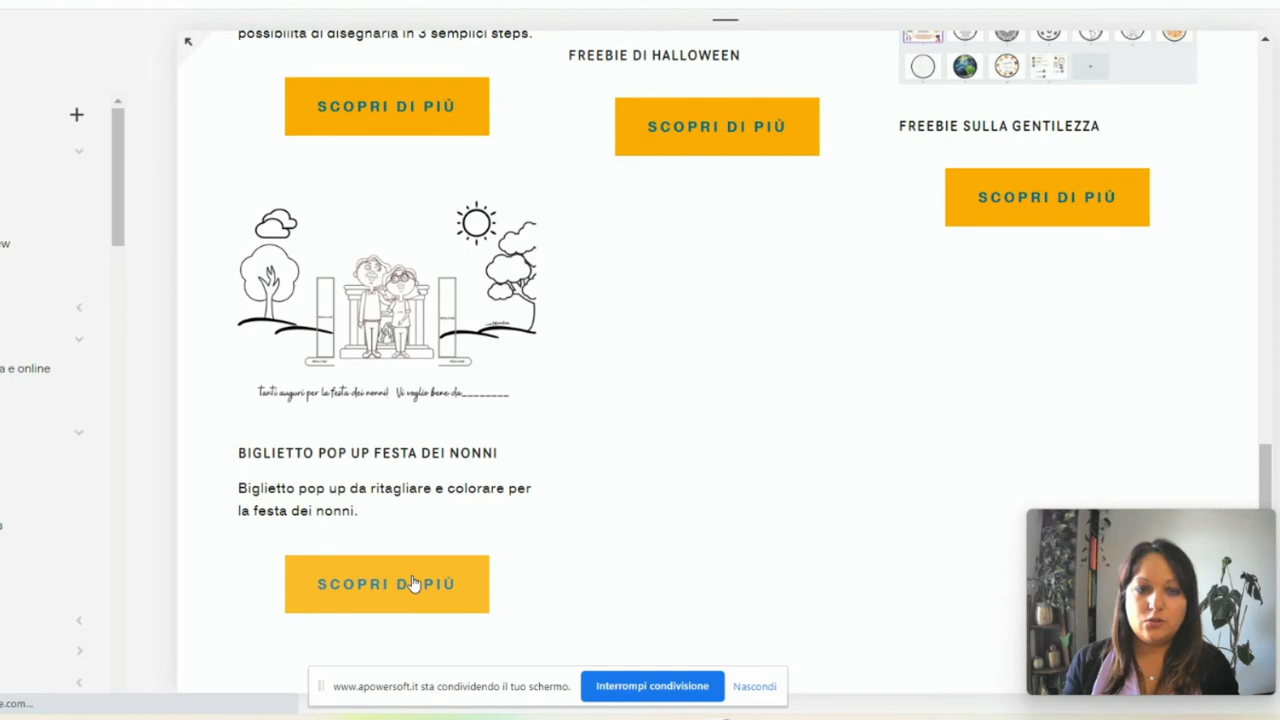 possibilità di disegnarla in 3 semplici steps.
SCOPRI DI PIÙ
FREEBIE DI HALLOWEEN
SCOPRI DI PIÙ
FREEBIE SULLA GENTILEZZA
SCOPRI DI PIÙ
tanti auguri per la festa dei nonni! Vi voglio bene da________
BIGLIETTO POP UP FESTA DEI NONNI
Biglietto pop up da ritagliare e colorare per
la festa dei nonni.
SCOPRI DI PIÙ
ew
a e online
a
e.com...
www.apowersoft.it sta condividendo il tuo schermo.
Interrompi condivisione
Nascondi